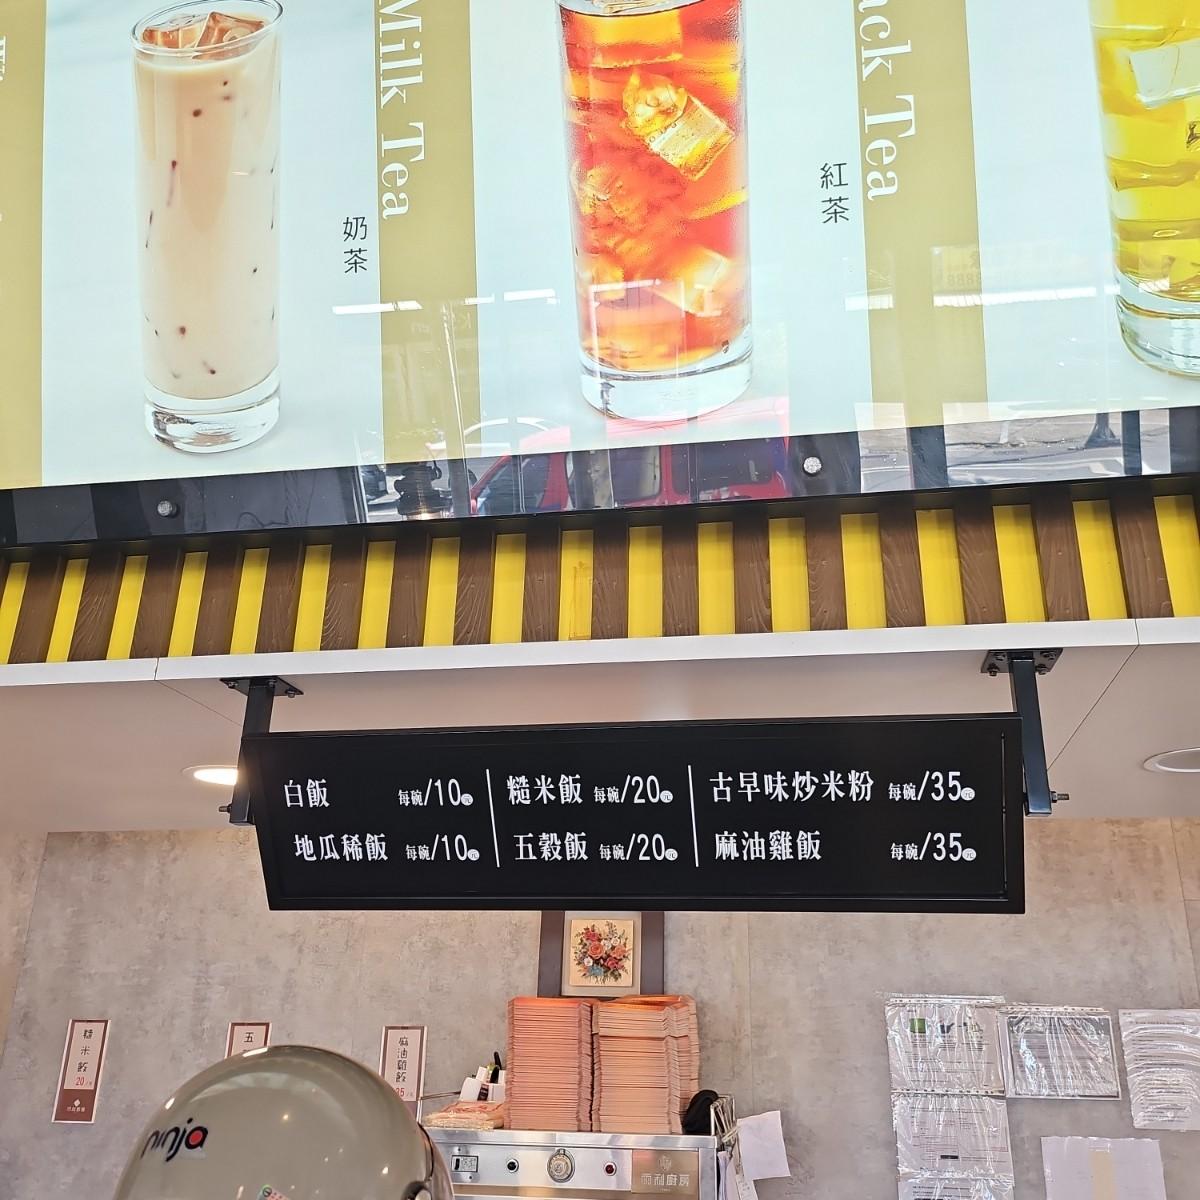 Milk Tea
奶茶
ack Tea
紅茶
白飯 每碗/10元
地瓜稀飯 每碗/10元
糙米飯 每碗/20元
五穀飯 每碗/20元
古早味炒米粉 每碗/35元
麻油雞飯 每碗/35元
糙米飯
20
五
麻油雞飯
35
ninja